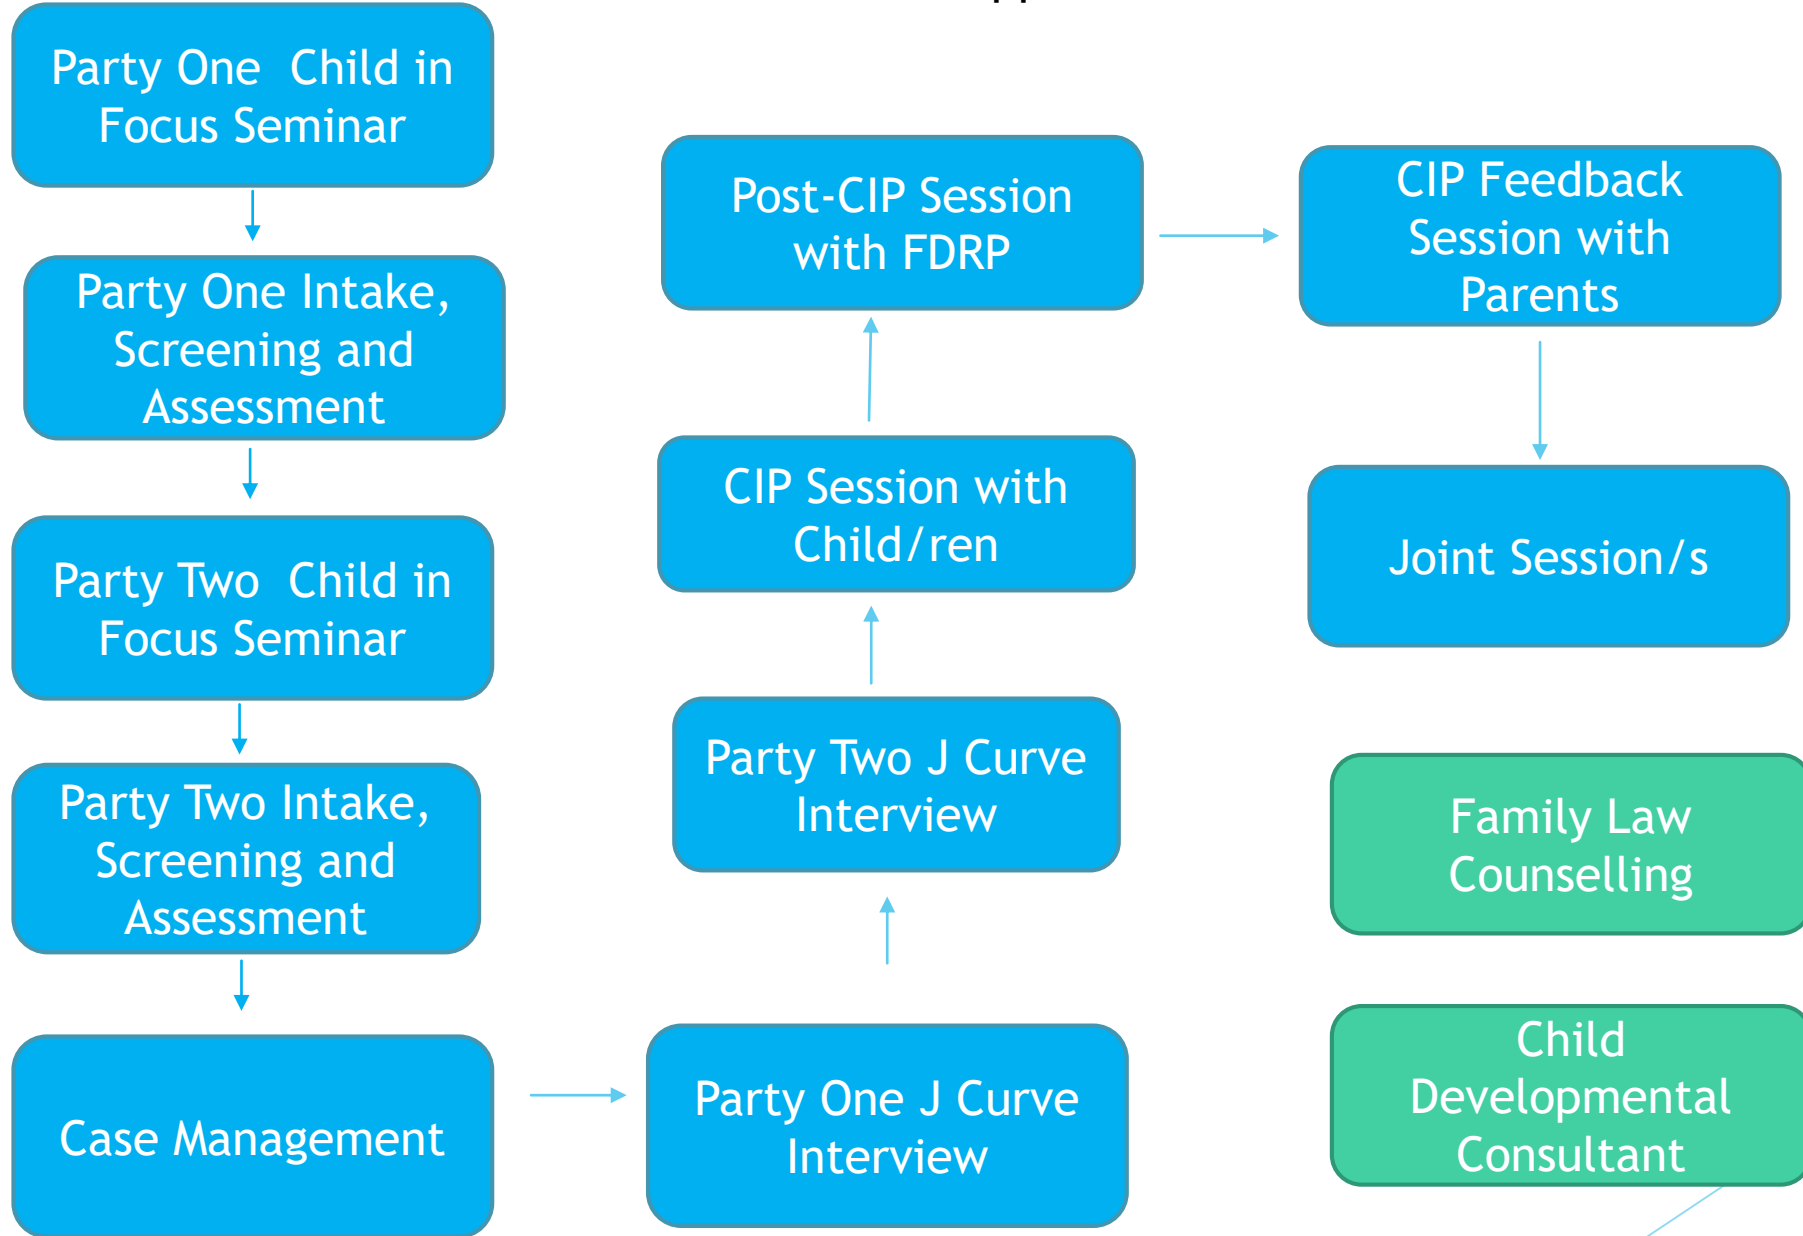 Party One Child in
Focus Seminar
Party One Intake,
Screening and
Assessment
Party Two Child in
Focus Seminar
Party Two Intake,
Screening and
Assessment
Case Management
Party One J Curve
Interview
Party Two J Curve
Interview
CIP Session with
Child/ren
Post-CIP Session
with FDRP
CIP Feedback
Session with
Parents
Joint Session/s
Family Law
Counselling
Child
Developmental
Consultant